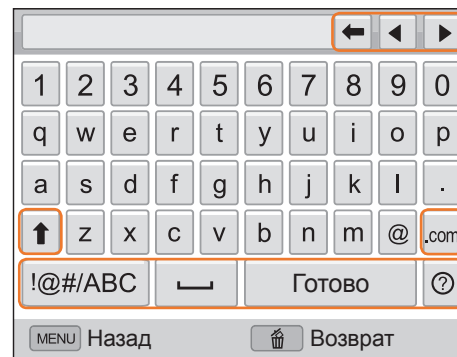 1 2 3 4 5 6 7 8 9 0
q w e r t y u i o p
a s d f g h j k l .
z x c v b n m @ .com
!@#/ABC Готово ?
MENU Назад Возврат